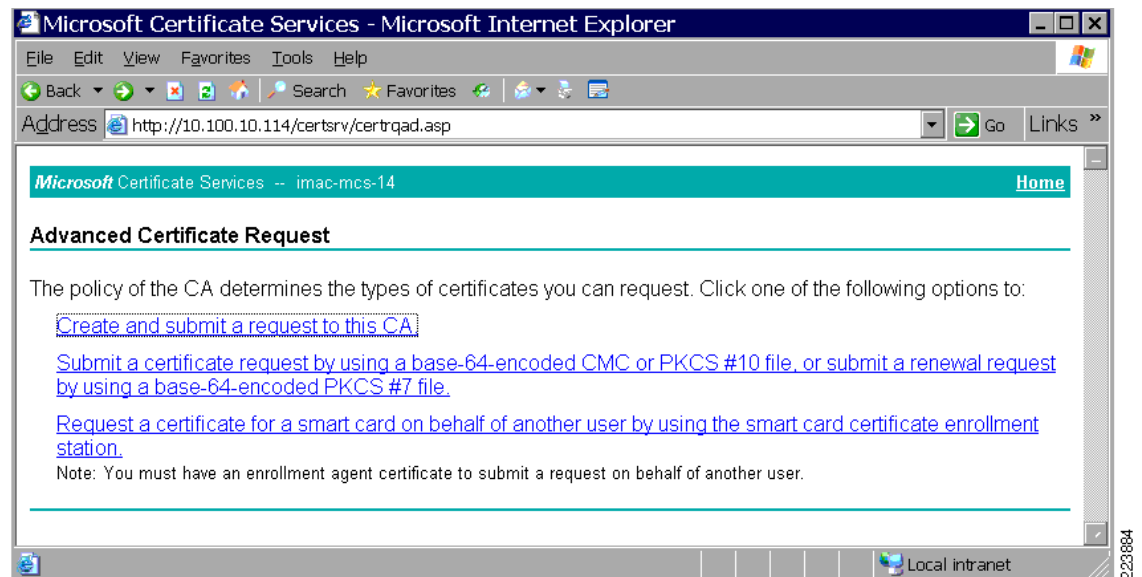 Microsoft Certificate Services - Microsoft Internet Explorer
File Edit View Favorites Tools Help
Back Search Favorites
Address http://10.100.10.114/certsrv/certrqad.asp Go Links »
Microsoft Certificate Services -- imac-mcs-14 Home
Advanced Certificate Request
The policy of the CA determines the types of certificates you can request. Click one of the following options to:
Create and submit a request to this CA.
Submit a certificate request by using a base-64-encoded CMC or PKCS #10 file, or submit a renewal request
by using a base-64-encoded PKCS #7 file.
Request a certificate for a smart card on behalf of another user by using the smart card certificate enrollment
station.
Note: You must have an enrollment agent certificate to submit a request on behalf of another user.
Local intranet
223884